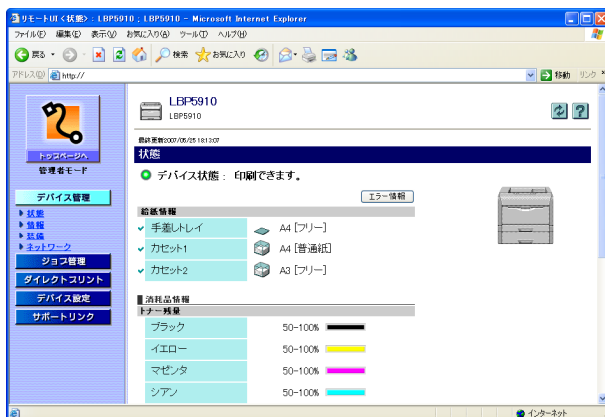 リモートUI <状態> : LBP5910 ; LBP5910 - Microsoft Internet Explorer
ファイル(F) 編集(E) 表示(V) お気に入り(A) ツール(T) ヘルプ(H)
戻る 検索 お気に入り
アドレス(D) http:// 移動 リンク
LBP5910
LBP5910
最終更新2007/05/25 18:13:07
トップページへ
管理者モード
状態
デバイス状態 : 印刷できます。
エラー情報
デバイス管理
状態
情報
装備
ネットワーク
ジョブ管理
ダイレクトプリント
デバイス設定
サポートリンク
給紙情報
手差しトレイ A4 [フリー]
カセット1 A4 [普通紙]
カセット2 A3 [フリー]
消耗品情報
トナー残量
ブラック 50-100%
イエロー 50-100%
マゼンタ 50-100%
シアン 50-100%
インターネット